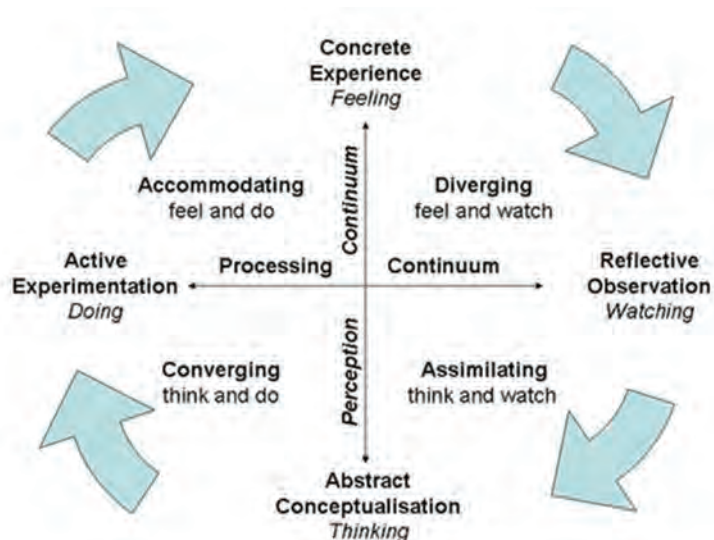 Concrete
Experience
Feeling
Accommodating
feel and do
Continuum
Diverging
feel and watch
Active
Experimentation
Doing
Processing
Continuum
Reflective
Observation
Watching
Converging
think and do
Perception
Assimilating
think and watch
Abstract
Conceptualisation
Thinking